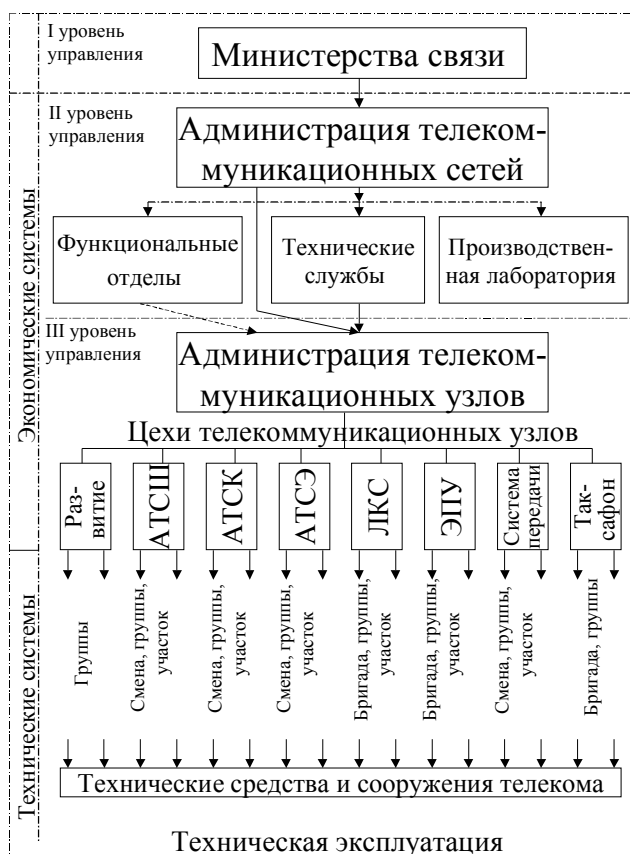 I уровень
управления
Министерства связи
II уровень
управления
Администрация телеком-
муникационных сетей
Функциональные
отделы
Технические
службы
Производствен-
ная лаборатория
III уровень
управления
Администрация телеком-
муникационных узлов
Цехи телекоммуникационных узлов
Экономические системы
Раз-
витие
АТСШ
АТСК
АТСЭ
ЛКС
ЭПУ
Система
передачи
Так-
сафон
Технические системы
Группы
Смена, группы,
участок
Смена, группы,
участок
Смена, группы,
участок
Бригада, группы,
участок
Бригада, группы,
участок
Смена, группы,
участок
Бригада, группы
Технические средства и сооружения телекома
Техническая эксплуатация